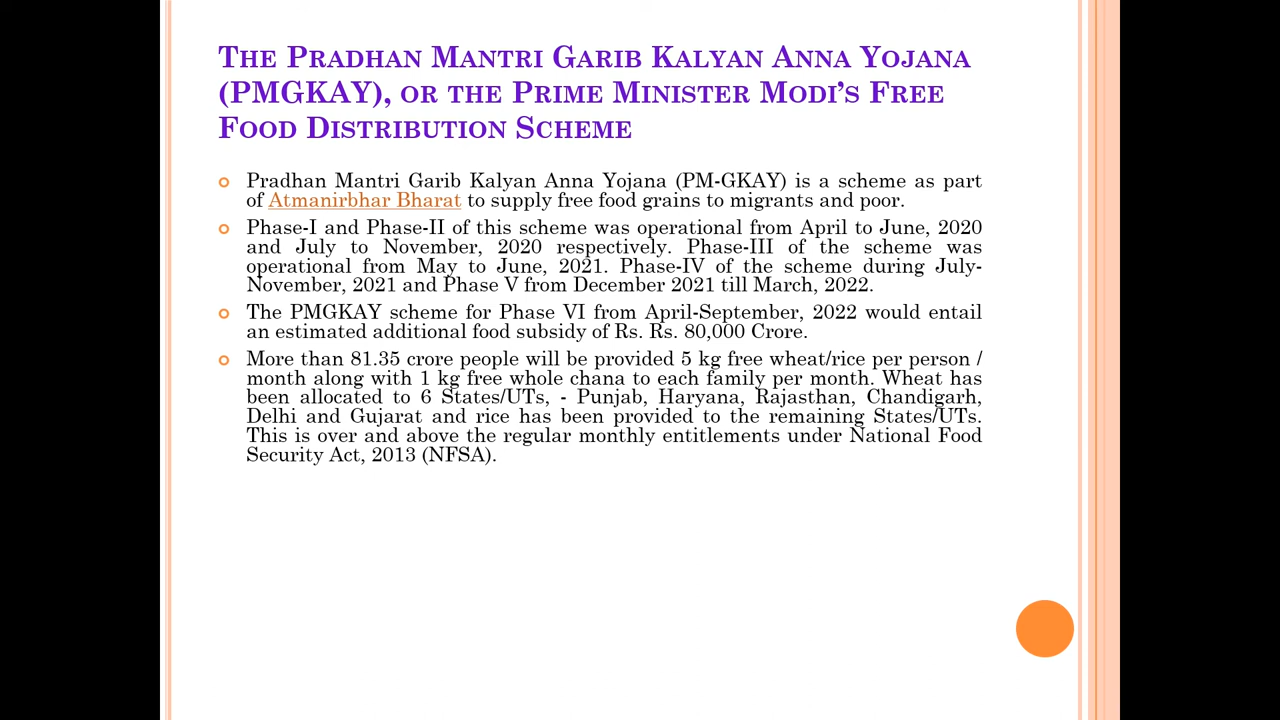 THE PRADHAN MANTRI GARIB KALYAN ANNA YOJANA
(PMGKAY), OR THE PRIME MINISTER MODI’S FREE
FOOD DISTRIBUTION SCHEME
Pradhan Mantri Garib Kalyan Anna Yojana (PM-GKAY) is a scheme as part
of Atmanirbhar Bharat to supply free food grains to migrants and poor.
Phase-I and Phase-II of this scheme was operational from April to June, 2020
and July to November, 2020 respectively. Phase-III of the scheme was
operational from May to June, 2021. Phase-IV of the scheme during July-
November, 2021 and Phase V from December 2021 till March, 2022.
The PMGKAY scheme for Phase VI from April-September, 2022 would entail
an estimated additional food subsidy of Rs. Rs. 80,000 Crore.
More than 81.35 crore people will be provided 5 kg free wheat/rice per person /
month along with 1 kg free whole chana to each family per month. Wheat has
been allocated to 6 States/UTs, - Punjab, Haryana, Rajasthan, Chandigarh,
Delhi and Gujarat and rice has been provided to the remaining States/UTs.
This is over and above the regular monthly entitlements under National Food
Security Act, 2013 (NFSA).